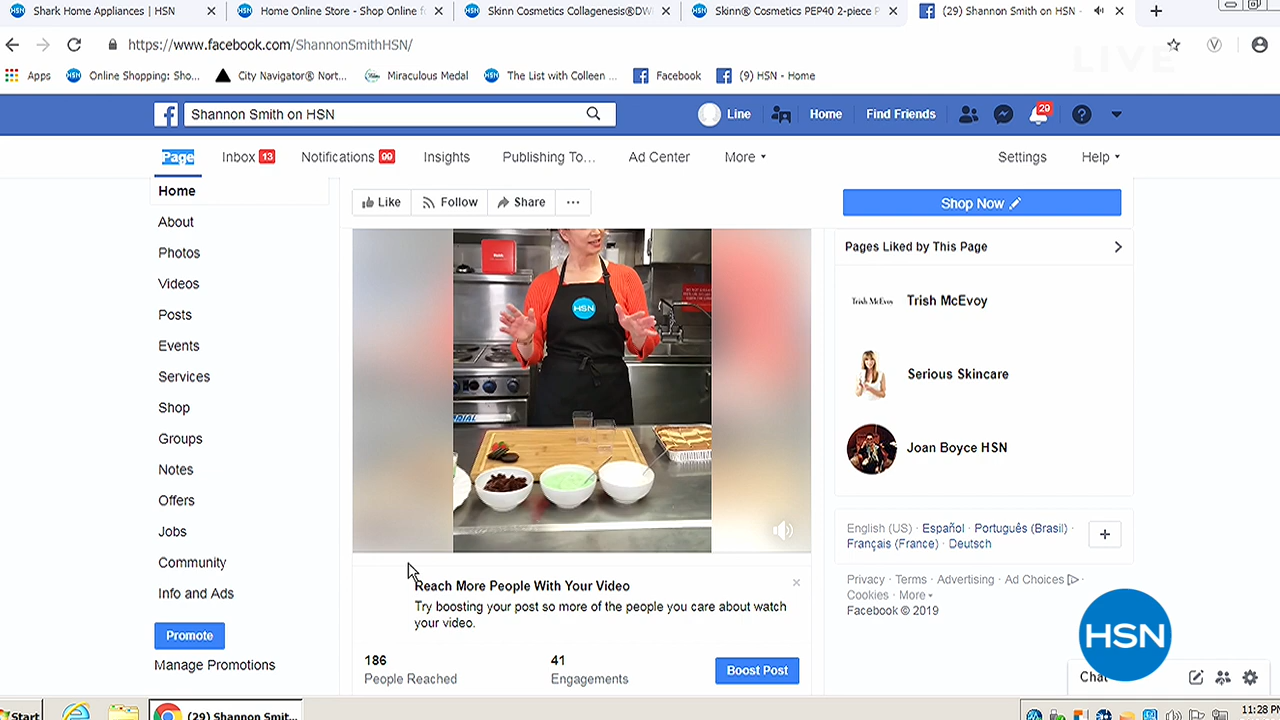 Shark Home Appliances | HSN
Home Online Store - Shop Online f
Skinn Cosmetics Collagenesis®DW
Skinn® Cosmetics PEP40 2-piece P
(29) Shannon Smith on HSN -
https://www.facebook.com/ShannonSmithHSN/
LIVE
Apps
Online Shopping: Sho...
City Navigator® Nort...
Miraculous Medal
The List with Colleen ...
Facebook
(9) HSN - Home
Shannon Smith on HSN
Line
Home
Find Friends
29
Page
Inbox 13
Notifications 99
Insights
Publishing To...
Ad Center
More
Settings
Help
Home
About
Photos
Videos
Posts
Events
Services
Shop
Groups
Notes
Offers
Jobs
Community
Info and Ads
Promote
Manage Promotions
Like
Follow
Share
Shop Now
HSN
Reach More People With Your Video
Try boosting your post so more of the people you care about watch
your video.
186
People Reached
41
Engagements
Boost Post
Pages Liked by This Page
Trish McEvoy
Trish McEvoy
Serious Skincare
Joan Boyce HSN
English (US) · Español · Português (Brasil) ·
Français (France) · Deutsch
Privacy · Terms · Advertising · Ad Choices ·
Cookies · More
Facebook © 2019
HSN
Chat
Start
(29) Shannon Smit...
11:28 PM